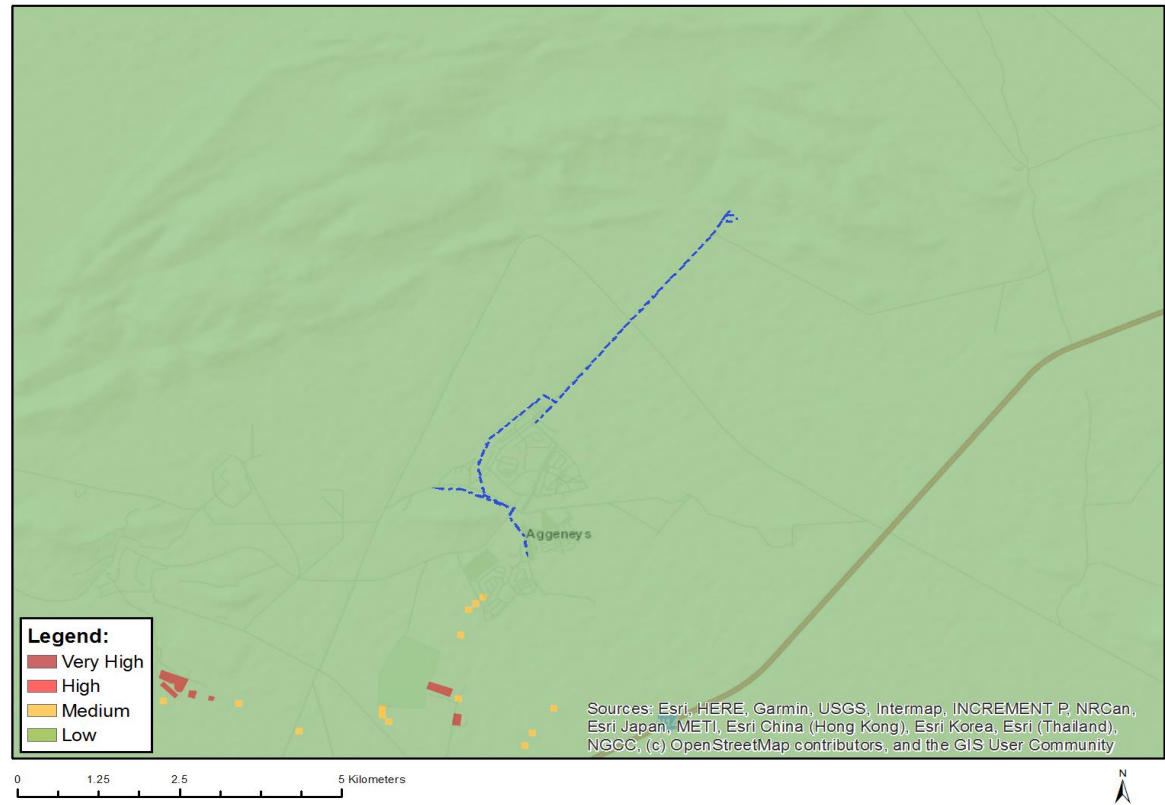 Aggeneys
Legend:
Very High
High
Medium
Low
Sources: Esri, HERE, Garmin, USGS, Intermap, INCREMENT P, NRCan,
Esri Japan, METI, Esri China (Hong Kong), Esri Korea, Esri (Thailand),
NGCC, (c) OpenStreetMap contributors, and the GIS User Community
0 1.25 2.5 5 Kilometers
N